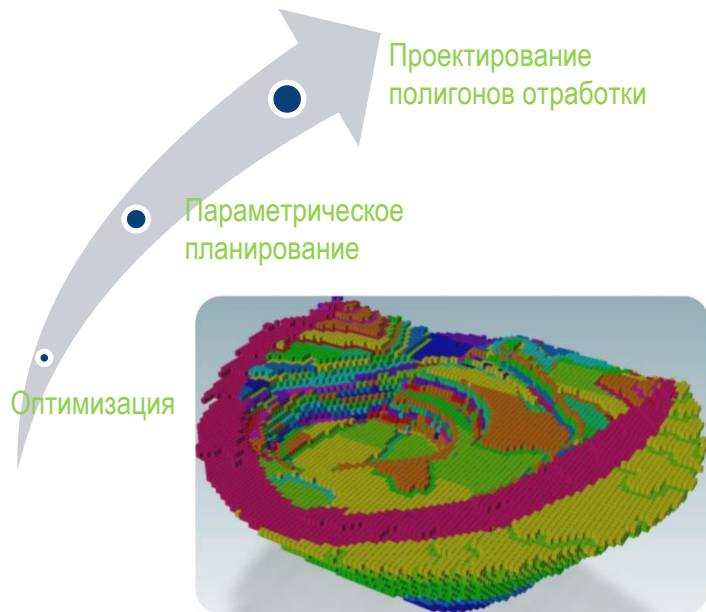 Проектирование
полигонов отработки
Параметрическое
планирование
Оптимизация